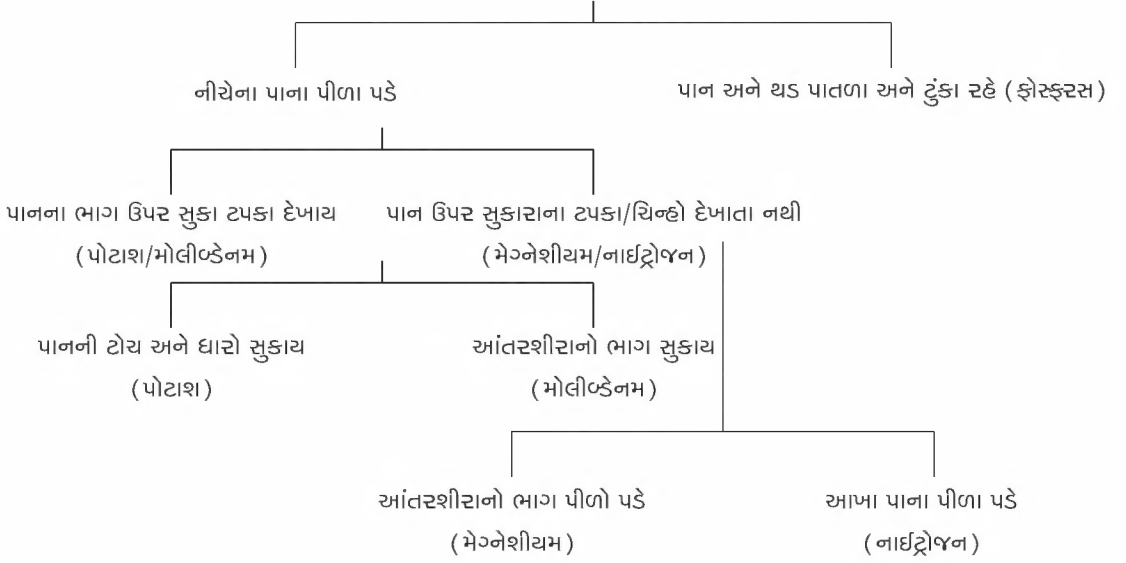 નીચેના પાના પીળા પડે
પાન અને થડ પાતળા અને ટુંકા રહે (ફોસ્ફરસ)
પાનના ભાગ ઉપર સુકા ટપકા દેખાય
(પોટાશ/મોલીબ્ડેનમ)
પાન ઉપર સુકારાના ટપકા/ચિન્હો દેખાતા નથી
(મેગ્નેશીયમ/નાઈટ્રોજન)
પાનની ટોચ અને ધારો સુકાય
(પોટાશ)
આંતરશીરાનો ભાગ સુકાય
(મોલીબ્ડેનમ)
આંતરશીરાનો ભાગ પીળો પડે
(મેગ્નેશીયમ)
આખા પાના પીળા પડે
(નાઈટ્રોજન)